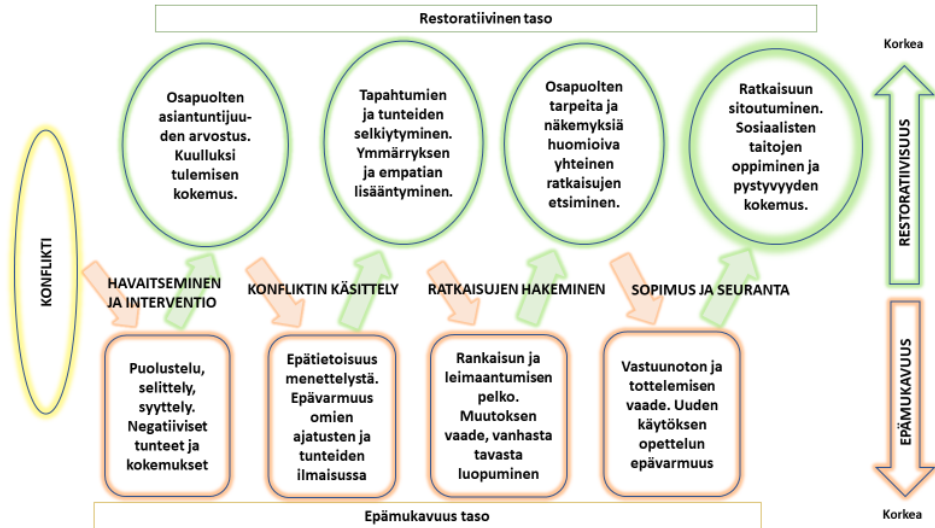 Restoratiivinen taso
Korkea
Osapuolten
asiantuntijuu-
den arvostus.
Kuulluksi
tulemisen
kokemus.
Tapahtumien
ja tunteiden
selkiytyminen.
Ymmärryksen
ja empatian
lisääntyminen.
Osapuolten
tarpeita ja
näkemyksiä
huomioiva
yhteinen
ratkaisujen
etsiminen.
Ratkaisuun
sitoutuminen.
Sosiaalisten
taitojen
oppiminen ja
pystyvyyden
kokemus.
RESTORATIIVISUUS
KONFLIKTI
HAVAITSEMINEN
JA INTERVENTIO
KONFLIKTIN KÄSITTELY
RATKAISUJEN HAKEMINEN
SOPIMUS JA SEURANTA
Puolustelu,
selittely,
syyttely.
Negatiiviset
tunteet ja
kokemukset
Epätietoisuus
menettelystä.
Epävarmuus
omien
ajatusten ja
tunteiden
ilmaisussa
Rankaisun ja
leimaantumisen
pelko.
Muutoksen
vaade, vanhasta
tavasta
luopuminen
Vastuunoton ja
tottelemisen
vaade. Uuden
käytöksen
opettelun
epävarmuus
EPÄMUKAVUUS
Korkea
Epämukavuus taso